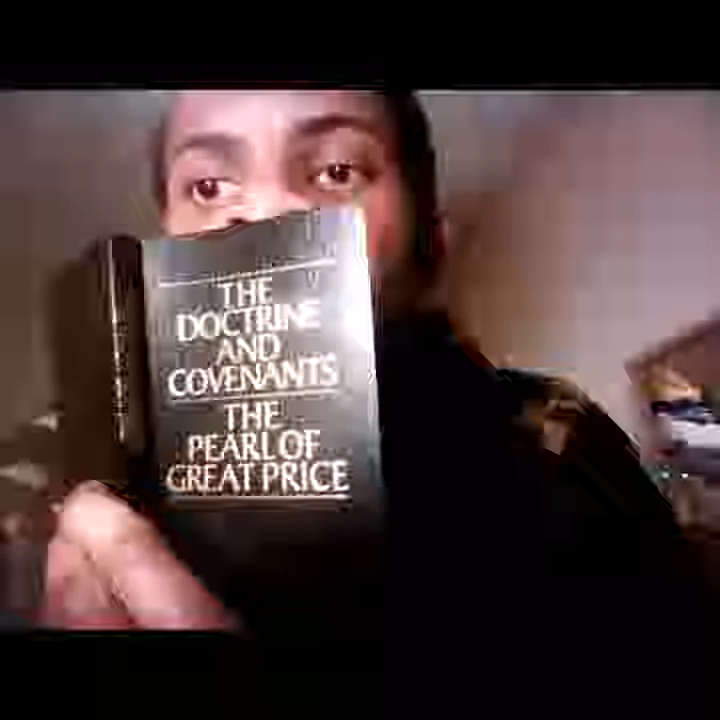 THE
DOCTRINE
AND
COVENANTS
THE
PEARL OF
GREAT PRICE